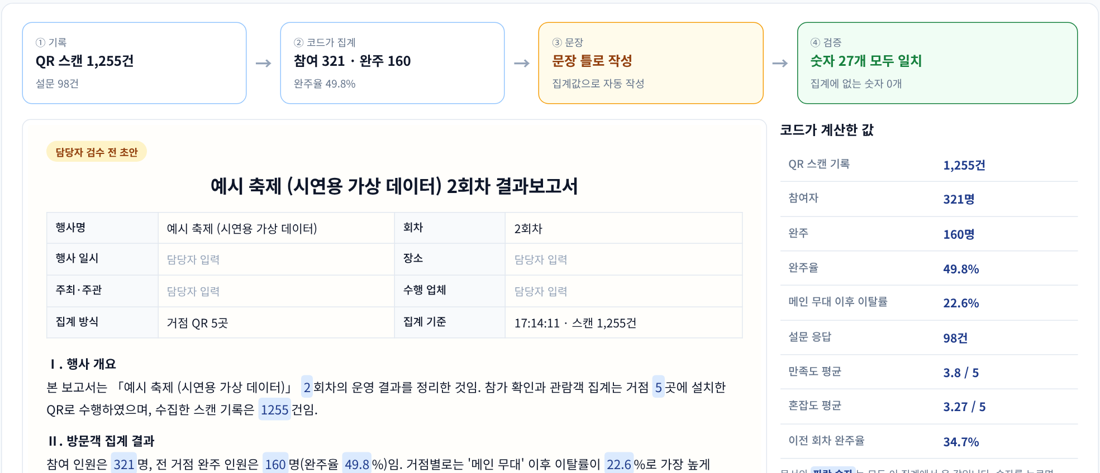 ① 기록
QR 스캔 1,255건
설문 98건
→
② 코드가 집계
참여 321 · 완주 160
완주율 49.8%
→
③ 문장
문장 틀로 작성
집계값으로 자동 작성
→
④ 검증
숫자 27개 모두 일치
집계에 없는 숫자 0개
담당자 검수 전 초안
예시 축제 (시연용 가상 데이터) 2회차 결과보고서
행사명 예시 축제 (시연용 가상 데이터) 회차 2회차
행사 일시 담당자 입력 장소 담당자 입력
주최·주관 담당자 입력 수행 업체 담당자 입력
집계 방식 거점 QR 5곳 집계 기준 17:14:11 · 스캔 1,255건
Ⅰ. 행사 개요
본 보고서는 「예시 축제 (시연용 가상 데이터)」 2회차의 운영 결과를 정리한 것임. 참가 확인과 관람객 집계는 거점 5곳에 설치한
QR로 수행하였으며, 수집한 스캔 기록은 1255건임.
Ⅱ. 방문객 집계 결과
참여 인원은 321명, 전 거점 완주 인원은 160명(완주율 49.8%)임. 거점별로는 '메인 무대' 이후 이탈률이 22.6%로 가장 높게
코드가 계산한 값
QR 스캔 기록 1,255건
참여자 321명
완주 160명
완주율 49.8%
메인 무대 이후 이탈률 22.6%
설문 응답 98건
만족도 평균 3.8 / 5
혼잡도 평균 3.27 / 5
이전 회차 완주율 34.7%